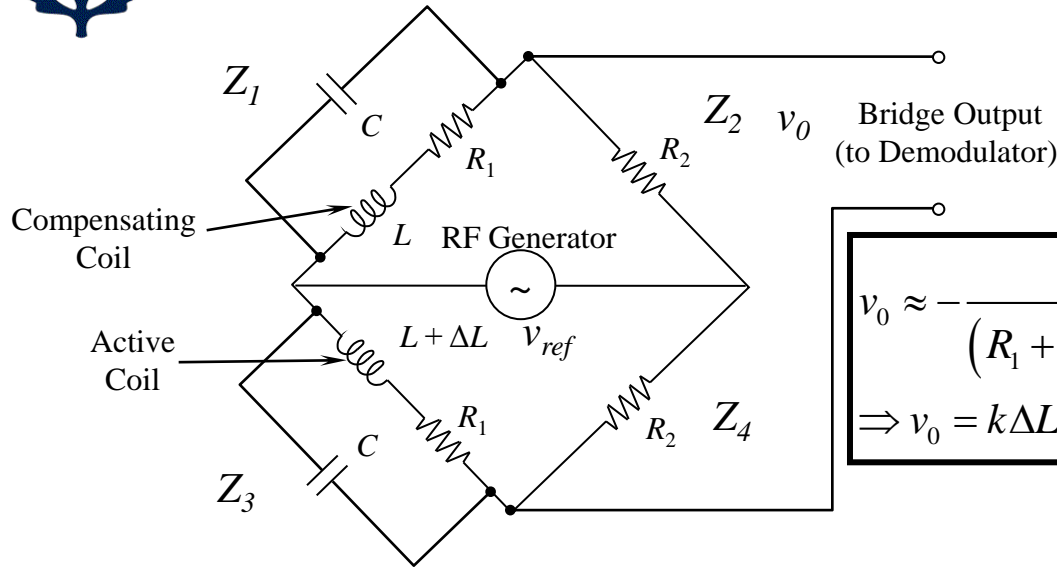 Z1
C
R1
Z2
v0
Bridge Output
(to Demodulator)
R2
Compensating
Coil
L
RF Generator
~
v0 ≈ −
(R1 +
⇒ v0 = kΔL
Active
Coil
L + ΔL
vref
R1
C
R2
Z4
Z3